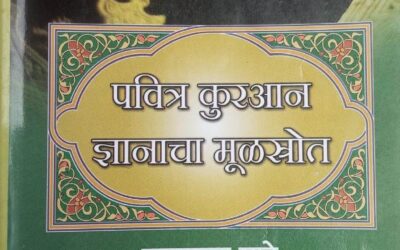 पवित्र कुरआन
ज्ञानाचा मूळस्रोत